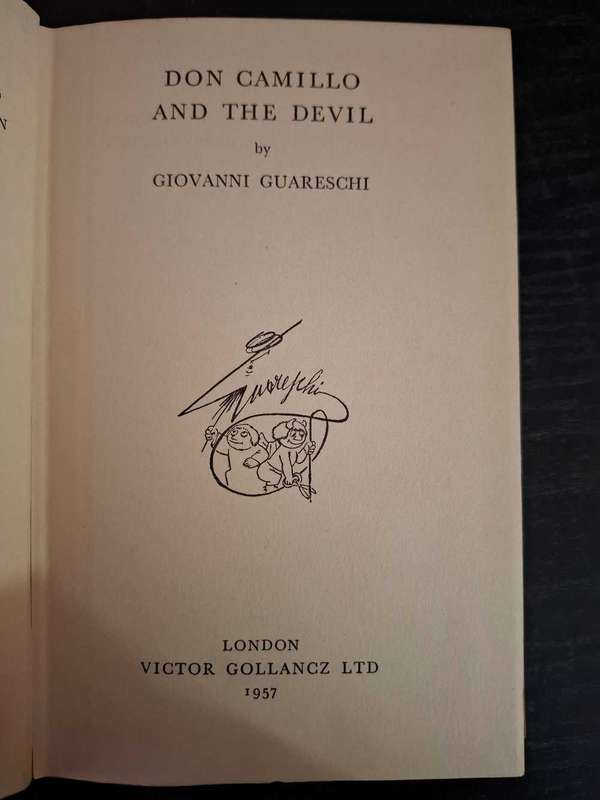 N
DON CAMILLO
AND THE DEVIL
by
GIOVANNI GUARESCHI
Guareschi
LONDON
VICTOR GOLLANCZ LTD
1957